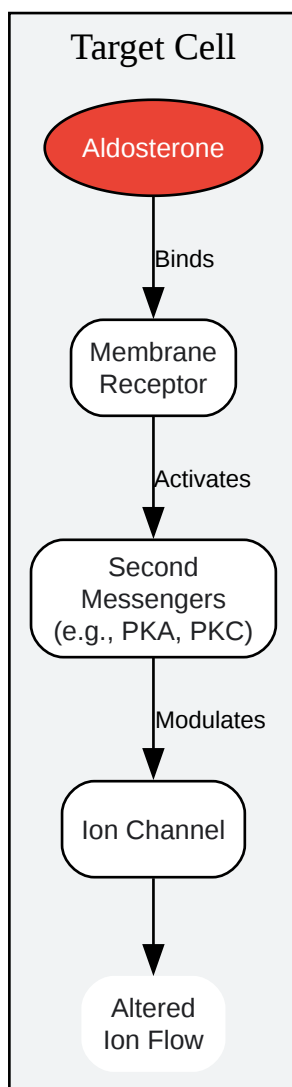 Target Cell
Aldosterone
Binds
Membrane
Receptor
Activates
Second
Messengers
(e.g., PKA, PKC)
Modulates
Ion Channel
Altered
Ion Flow